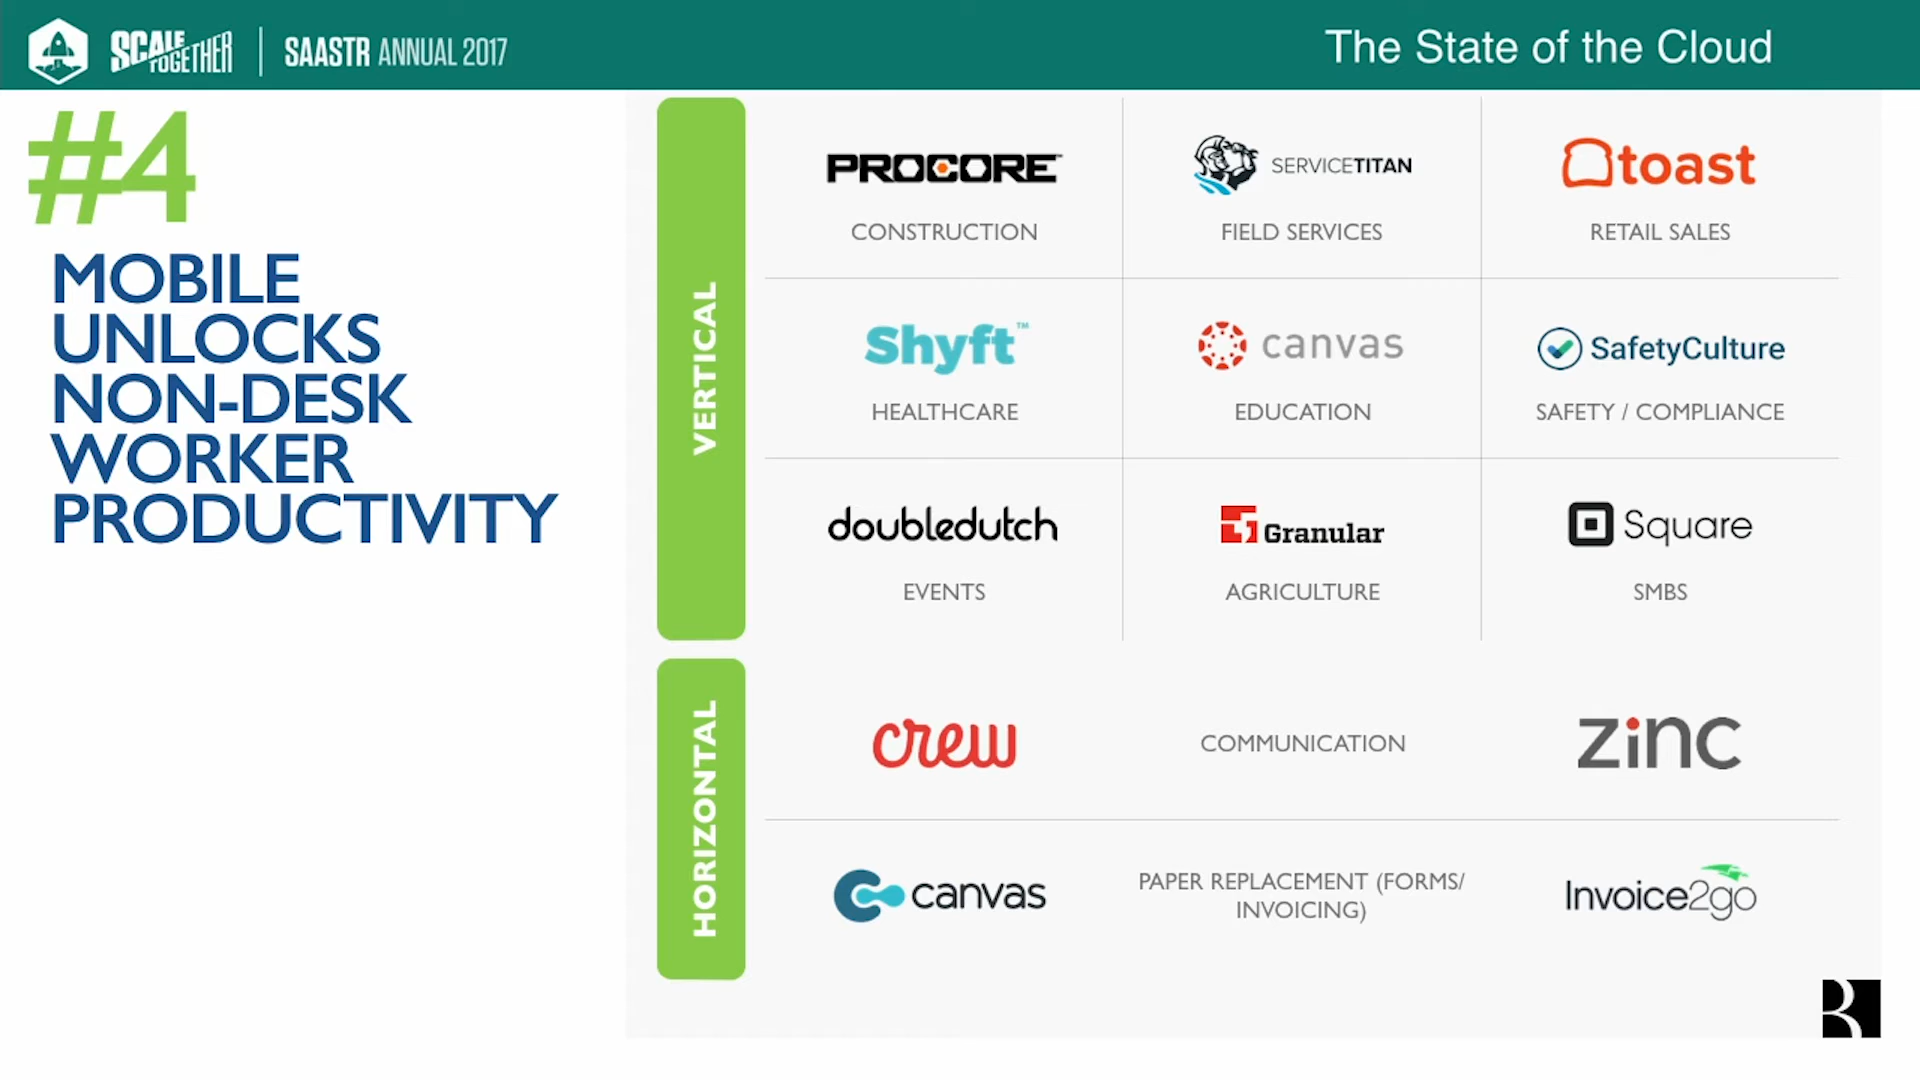 SCALE
TOGETHER
SAASTR ANNUAL 2017
The State of the Cloud
#4
MOBILE
UNLOCKS
NON-DESK
WORKER
PRODUCTIVITY
VERTICAL
PROCORE
CONSTRUCTION
SERVICETITAN
FIELD SERVICES
toast
RETAIL SALES
Shyft™
HEALTHCARE
canvas
EDUCATION
SafetyCulture
SAFETY / COMPLIANCE
doubledutch
EVENTS
Granular
AGRICULTURE
Square
SMBS
HORIZONTAL
crew
COMMUNICATION
zinc
canvas
PAPER REPLACEMENT (FORMS/
INVOICING)
Invoice2go
B